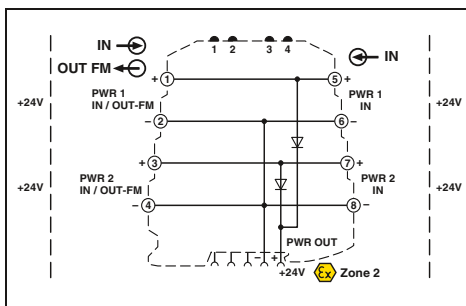 IN
1 2 3 4
IN
OUT FM
+ 1
5 +
+24V
PWR 1
IN / OUT-FM
PWR 1
IN
+24V
− 2
6 −
+ 3
7 +
+24V
PWR 2
IN / OUT-FM
PWR 2
IN
+24V
− 4
8 −
PWR OUT
− +
+24V
Ex Zone 2